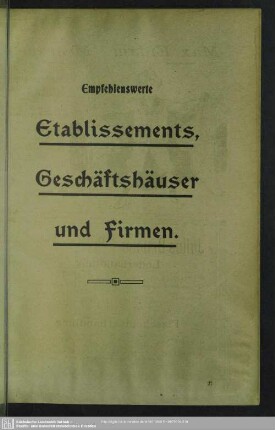 Empfehlenswerte
Etablissements,
Geschäftshäuser
und Firmen.